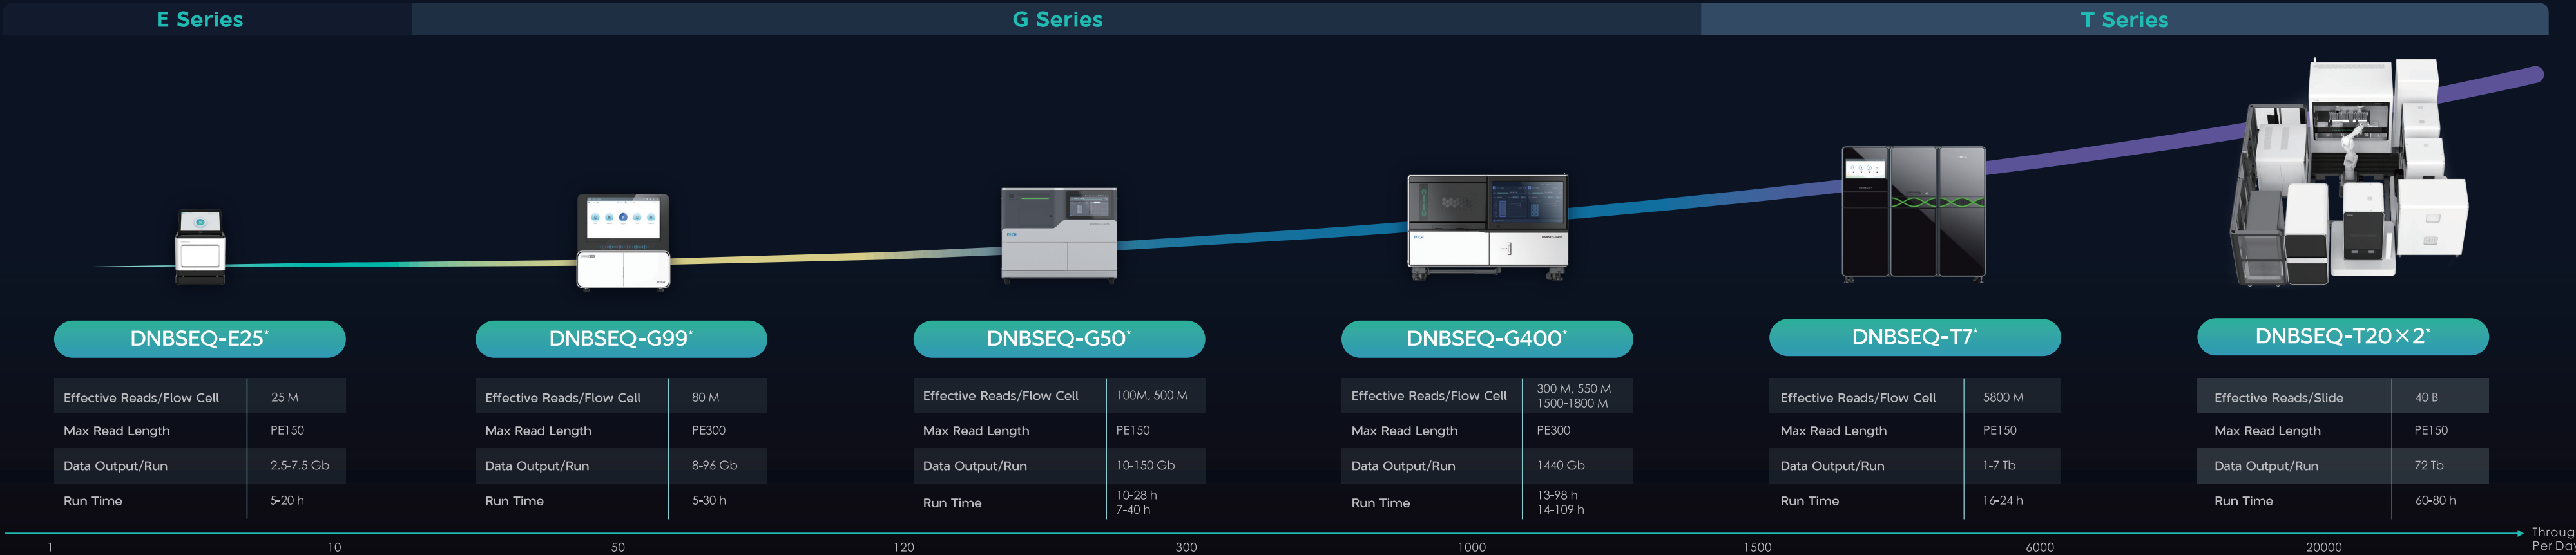 E Series
G Series
T Series
DNBSEQ-E25*
Effective Reads/Flow Cell 25 M
Max Read Length PE150
Data Output/Run 2.5-7.5 Gb
Run Time 5-20 h
DNBSEQ-G99*
Effective Reads/Flow Cell 80 M
Max Read Length PE300
Data Output/Run 8-96 Gb
Run Time 5-30 h
DNBSEQ-G50*
Effective Reads/Flow Cell 100M, 500 M
Max Read Length PE150
Data Output/Run 10-150 Gb
Run Time 10-28 h
7-40 h
DNBSEQ-G400*
Effective Reads/Flow Cell 300 M, 550 M
1500-1800 M
Max Read Length PE300
Data Output/Run 1440 Gb
Run Time 13-98 h
14-109 h
DNBSEQ-T7*
Effective Reads/Flow Cell 5800 M
Max Read Length PE150
Data Output/Run 1-7 Tb
Run Time 16-24 h
DNBSEQ-T20×2*
Effective Reads/Slide 40 B
Max Read Length PE150
Data Output/Run 72 Tb
Run Time 60-80 h
1 10 50 120 300 1000 1500 6000 20000
Throug
Per Da